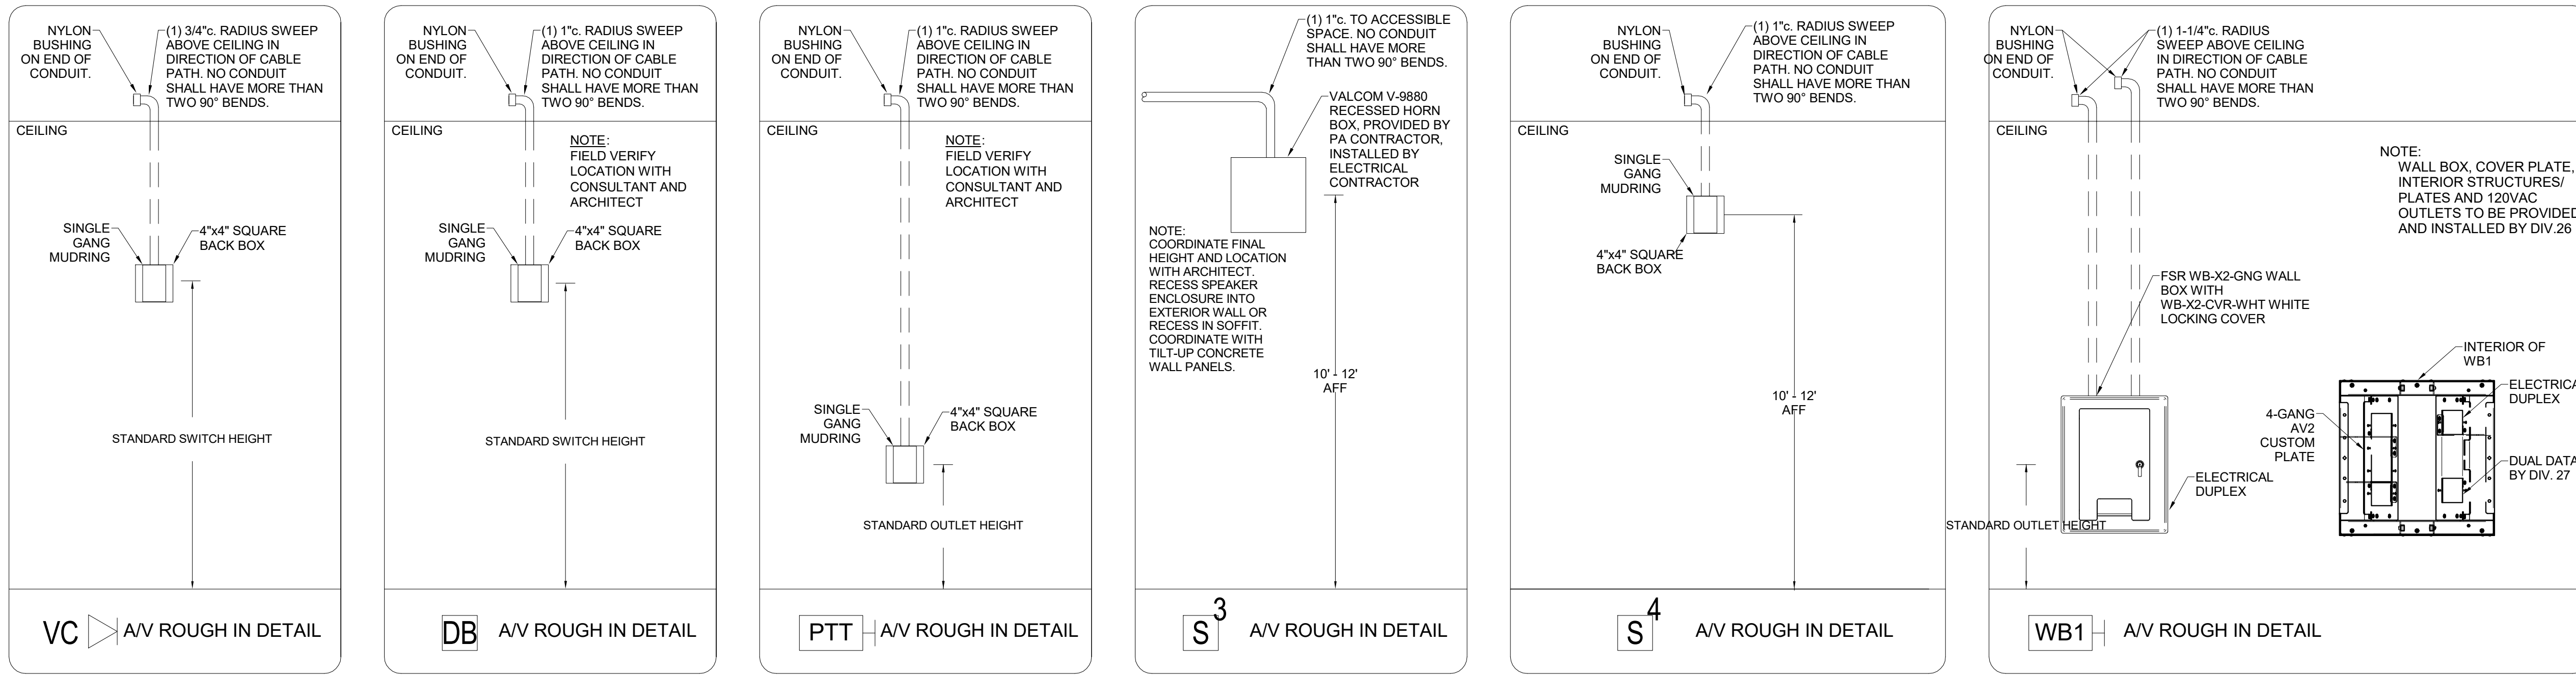 NYLON
BUSHING
ON END OF
CONDUIT.
(1) 3/4"c. RADIUS SWEEP
ABOVE CEILING IN
DIRECTION OF CABLE
PATH. NO CONDUIT
SHALL HAVE MORE THAN
TWO 90° BENDS.
CEILING
SINGLE
GANG
MUDRING
4"x4" SQUARE
BACK BOX
STANDARD SWITCH HEIGHT
VC A/V ROUGH IN DETAIL
NYLON
BUSHING
ON END OF
CONDUIT.
(1) 1"c. RADIUS SWEEP
ABOVE CEILING IN
DIRECTION OF CABLE
PATH. NO CONDUIT
SHALL HAVE MORE THAN
TWO 90° BENDS.
CEILING
NOTE:
FIELD VERIFY
LOCATION WITH
CONSULTANT AND
ARCHITECT
SINGLE
GANG
MUDRING
4"x4" SQUARE
BACK BOX
STANDARD SWITCH HEIGHT
DB A/V ROUGH IN DETAIL
NYLON
BUSHING
ON END OF
CONDUIT.
(1) 1"c. RADIUS SWEEP
ABOVE CEILING IN
DIRECTION OF CABLE
PATH. NO CONDUIT
SHALL HAVE MORE THAN
TWO 90° BENDS.
CEILING
NOTE:
FIELD VERIFY
LOCATION WITH
CONSULTANT AND
ARCHITECT
SINGLE
GANG
MUDRING
4"x4" SQUARE
BACK BOX
STANDARD OUTLET HEIGHT
PTT A/V ROUGH IN DETAIL
(1) 1"c. TO ACCESSIBLE
SPACE. NO CONDUIT
SHALL HAVE MORE
THAN TWO 90° BENDS.
VALCOM V-9880
RECESSED HORN
BOX, PROVIDED BY
PA CONTRACTOR,
INSTALLED BY
ELECTRICAL
CONTRACTOR
NOTE:
COORDINATE FINAL
HEIGHT AND LOCATION
WITH ARCHITECT.
RECESS SPEAKER
ENCLOSURE INTO
EXTERIOR WALL OR
RECESS IN SOFFIT.
COORDINATE WITH
TILT-UP CONCRETE
WALL PANELS.
10' - 12'
AFF
S 3 A/V ROUGH IN DETAIL
NYLON
BUSHING
ON END OF
CONDUIT.
(1) 1"c. RADIUS SWEEP
ABOVE CEILING IN
DIRECTION OF CABLE
PATH. NO CONDUIT
SHALL HAVE MORE THAN
TWO 90° BENDS.
CEILING
SINGLE
GANG
MUDRING
4"x4" SQUARE
BACK BOX
10' - 12'
AFF
S 4 A/V ROUGH IN DETAIL
NYLON
BUSHING
ON END OF
CONDUIT.
(1) 1-1/4"c. RADIUS
SWEEP ABOVE CEILING
IN DIRECTION OF CABLE
PATH. NO CONDUIT
SHALL HAVE MORE THAN
TWO 90° BENDS.
CEILING
NOTE:
WALL BOX, COVER PLATE,
INTERIOR STRUCTURES/
PLATES AND 120VAC
OUTLETS TO BE PROVIDED
AND INSTALLED BY DIV.26
FSR WB-X2-GNG WALL
BOX WITH
WB-X2-CVR-WHT WHITE
LOCKING COVER
INTERIOR OF
WB1
ELECTRICA
DUPLEX
4-GANG
AV2
CUSTOM
PLATE
DUAL DATA
BY DIV. 27
ELECTRICAL
DUPLEX
STANDARD OUTLET HEIGHT
WB1 A/V ROUGH IN DETAIL